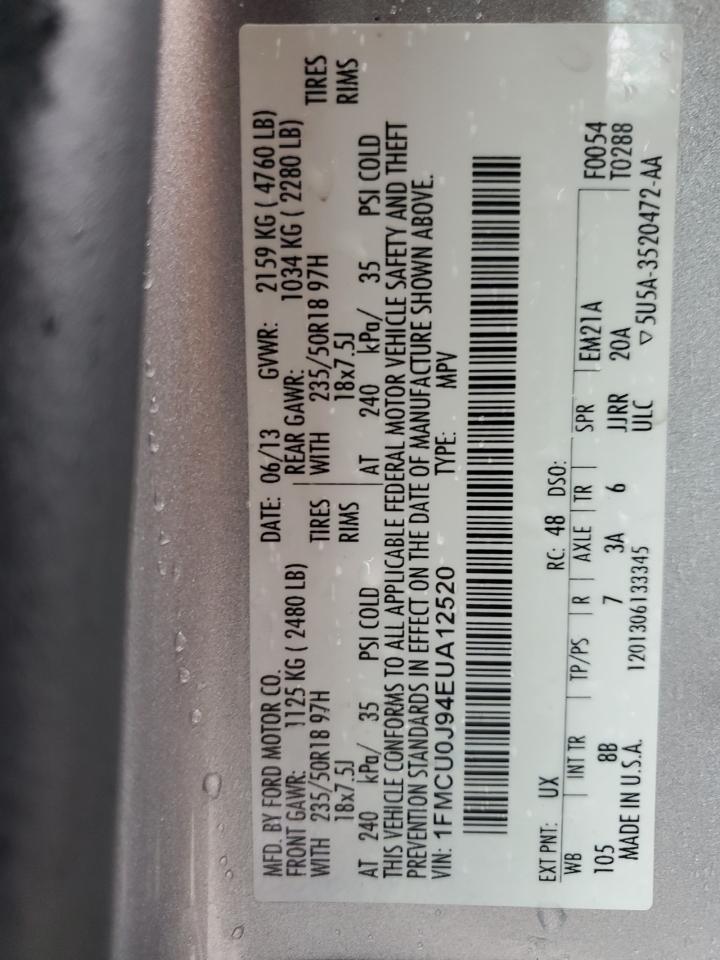 MFD. BY FORD MOTOR CO. DATE: 06/13 GVWR: 2159 KG ( 4760 LB)
FRONT GAWR: 1125 KG ( 2480 LB) REAR GAWR: 1034 KG ( 2280 LB)
WITH 235/50R18 97H TIRES WITH 235/50R18 97H TIRES
18x7.5J RIMS 18x7.5J RIMS
AT 240 kPa/ 35 PSI COLD AT 240 kPa/ 35 PSI COLD
THIS VEHICLE CONFORMS TO ALL APPLICABLE FEDERAL MOTOR VEHICLE SAFETY AND THEFT
PREVENTION STANDARDS IN EFFECT ON THE DATE OF MANUFACTURE SHOWN ABOVE.
VIN: 1FMCU0J94EUA12520 TYPE: MPV
EXT PNT: UX RC: 48 DSO:
WB INT TR TP/PS R AXLE TR SPR EM21A F0054
105 8B 7 3A 6 JJRR 20A T0288
MADE IN U.S.A. 1201306133345 ULC ▽ 5U5A-3520472-AA